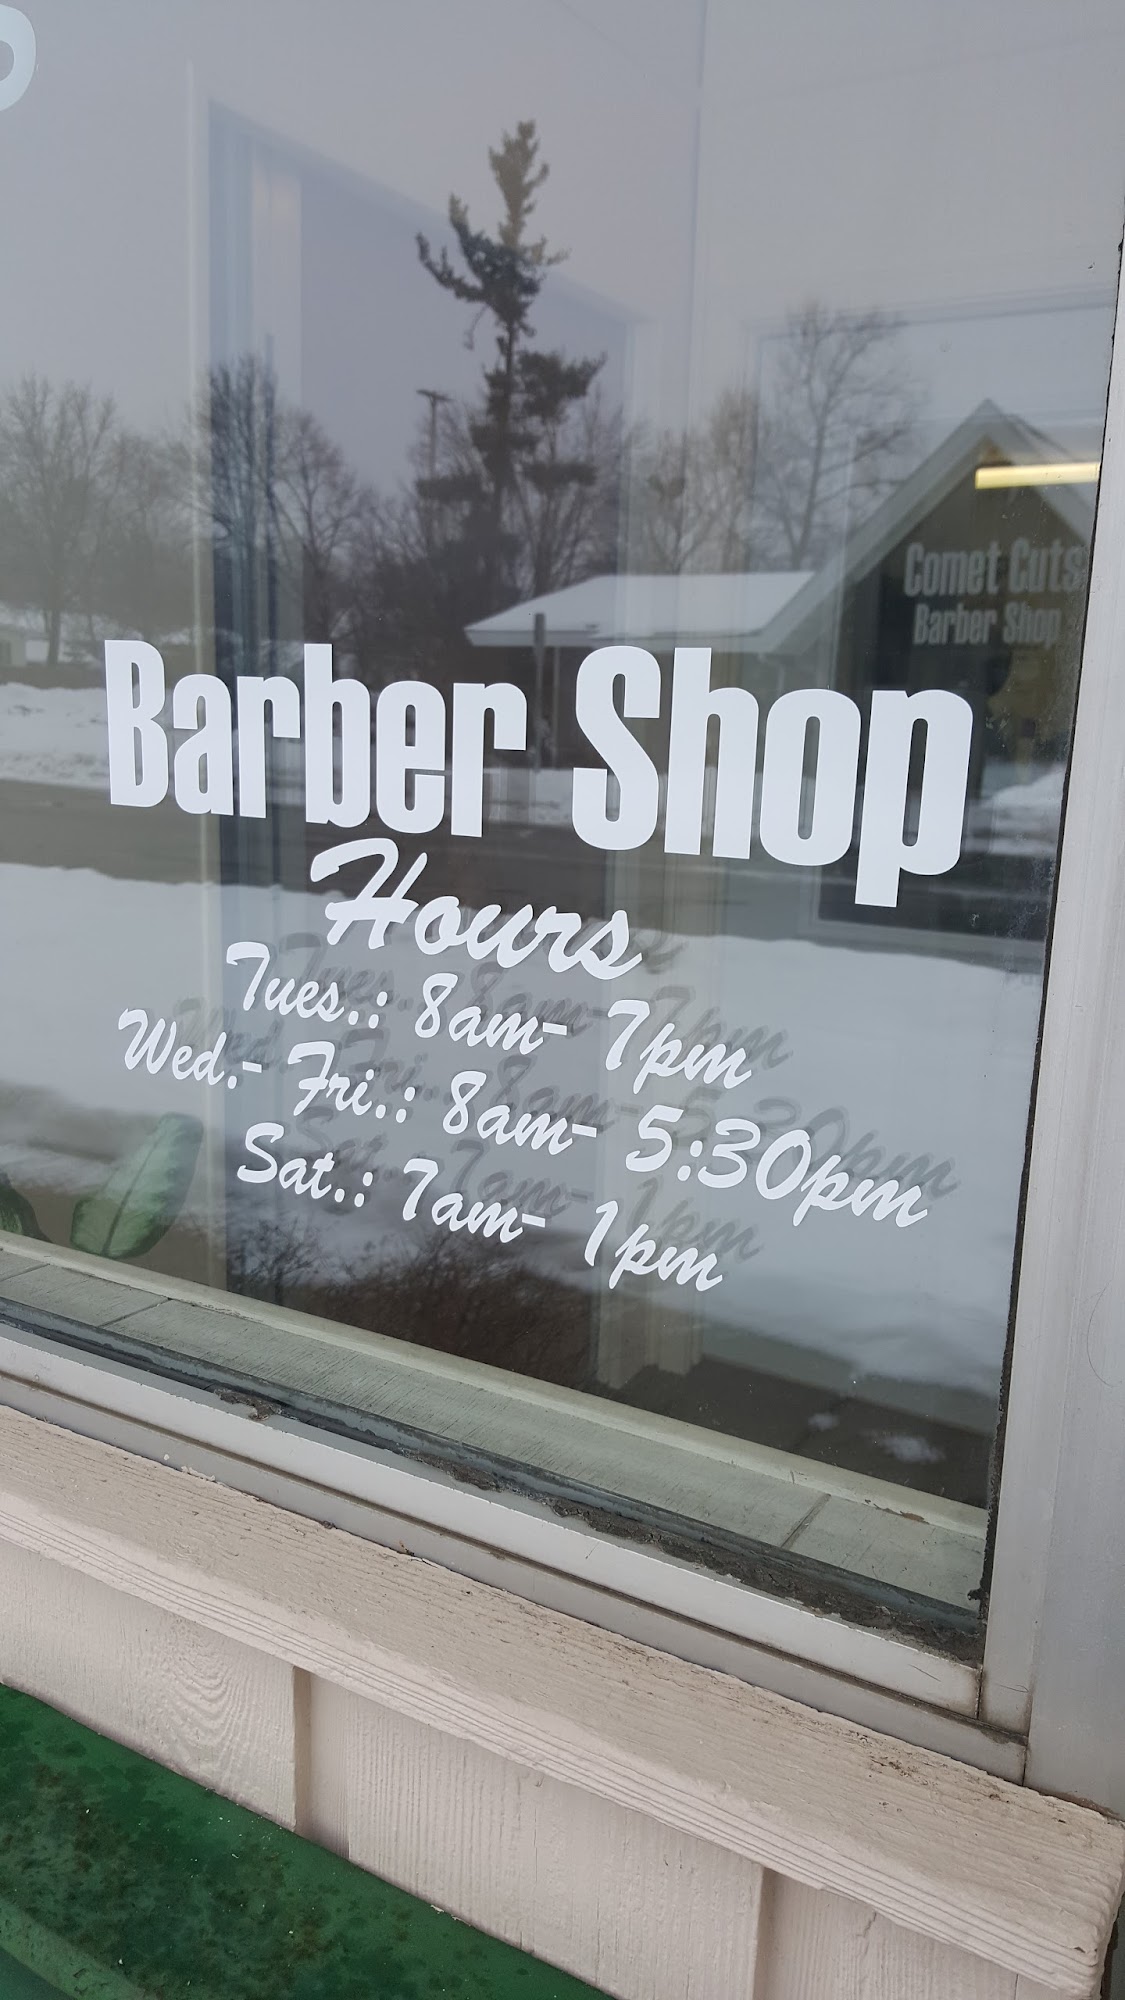 Comet Cuts
Barber Shop
Barber Shop
Hours
Tues.: 8am- 7pm
Wed.- Fri.: 8am- 5:30pm
Sat.: 7am- 1pm